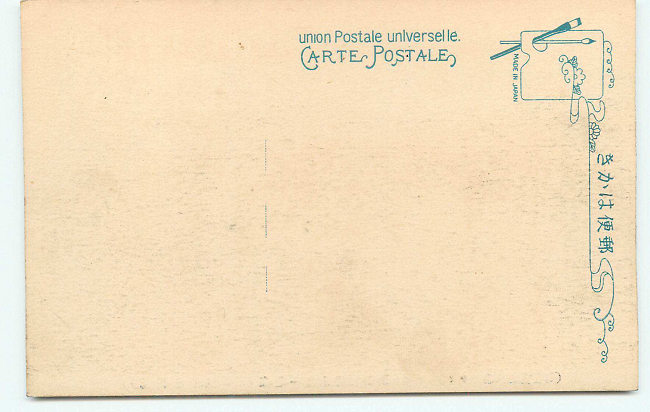 union Postale universelle.
CARTE POSTALE
MADE IN JAPAN
郵便はかき